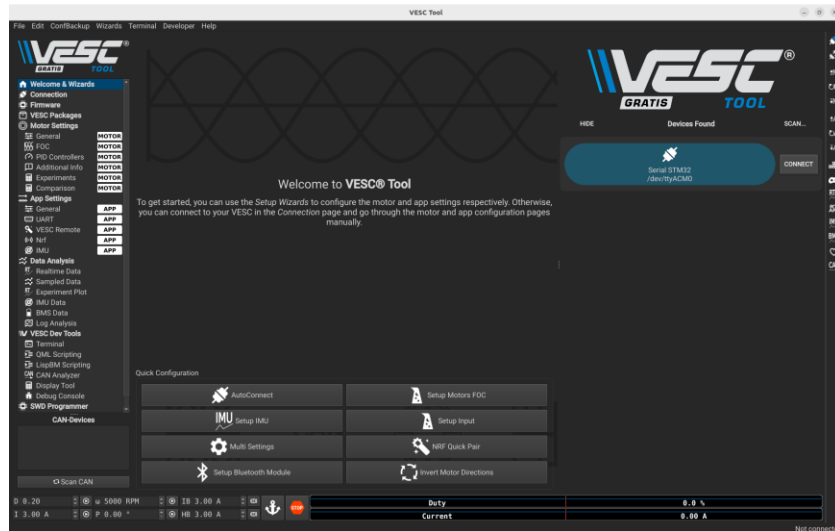 VESC Tool
File Edit ConfBackup Wizards Terminal Developer Help
VESC®
GRATIS TOOL
Welcome & Wizards
Connection
Firmware
VESC Packages
Motor Settings
General MOTOR
FOC MOTOR
PID Controllers MOTOR
Additional Info MOTOR
Experiments MOTOR
Comparison MOTOR
App Settings
General APP
UART APP
VESC Remote APP
Nrf APP
IMU APP
Data Analysis
Realtime Data
Sampled Data
Experiment Plot
IMU Data
BMS Data
Log Analysis
VESC Dev Tools
Terminal
QML Scripting
LispBM Scripting
CAN Analyzer
Display Tool
Debug Console
SWD Programmer
CAN-Devices
Scan CAN
Welcome to VESC® Tool
To get started, you can use the Setup Wizards to configure the motor and app settings respectively. Otherwise,
you can connect to your VESC in the Connection page and go through the motor and app configuration pages
manually.
Quick Configuration
AutoConnect Setup Motors FOC
IMU Setup IMU Setup Input
Multi Settings NRF Quick Pair
Setup Bluetooth Module Invert Motor Directions
VESC®
GRATIS TOOL
HIDE Devices Found SCAN...
Serial STM32
/dev/ttyACM0
CONNECT
D 0.20 ω 5000 RPM IB 3.00 A
I 3.00 A P 0.00 ° HB 3.00 A
STOP
Duty 0.0 %
Current 0.00 A